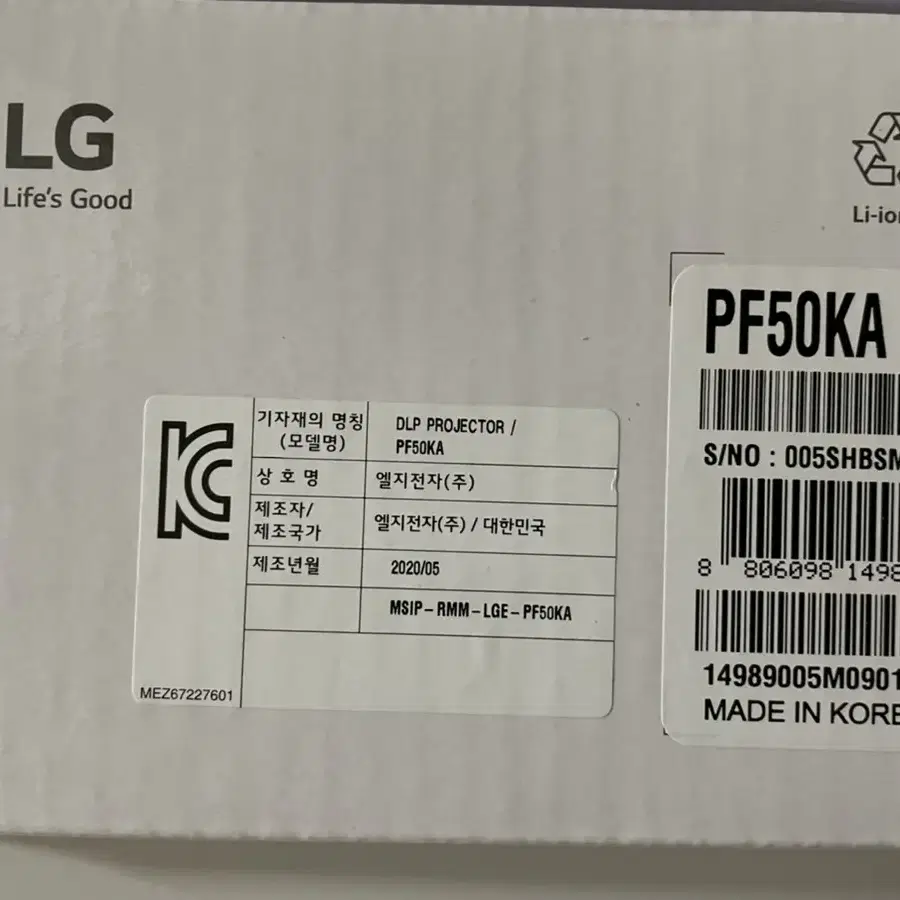 LG
Life's Good
Li-ion
기자재의 명칭
(모델명)
DLP PROJECTOR /
PF50KA
상 호 명
엘지전자(주)
제조자/
제조국가
엘지전자(주) / 대한민국
제조년월
2020/05
MSIP-RMM-LGE-PF50KA
MEZ67227601
PF50KA
S/NO : 005SHBSM
8 806098 1498
14989005M0901
MADE IN KORE